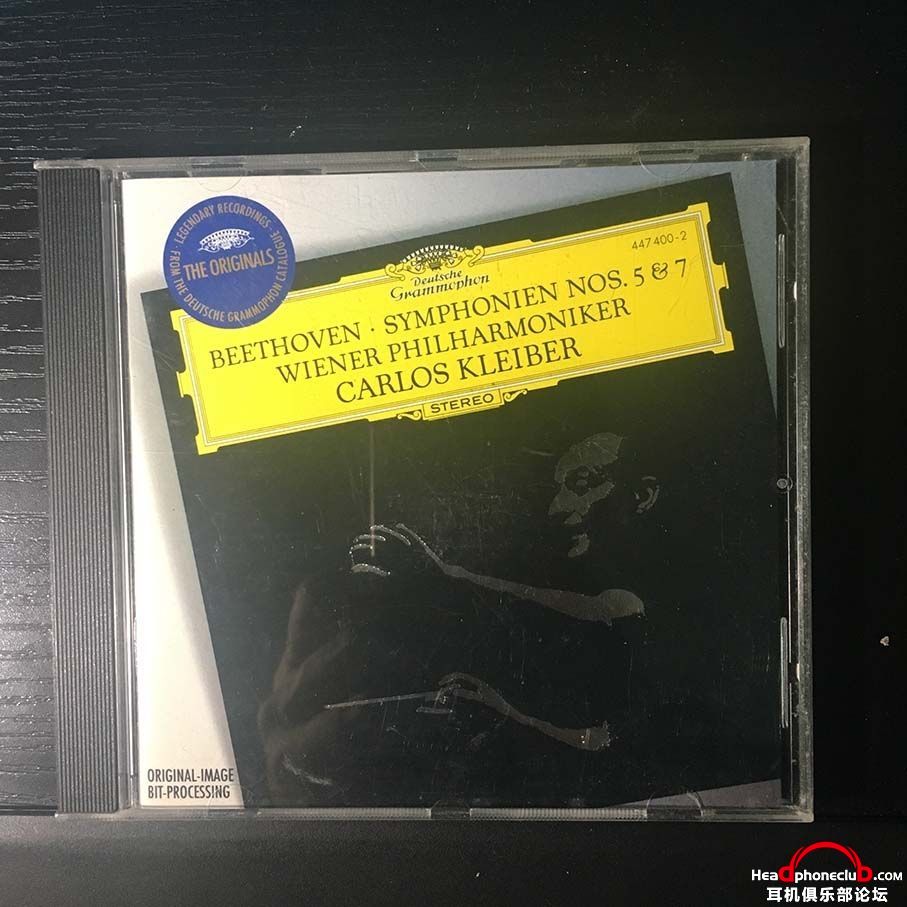 LEGENDARY RECORDINGS
THE ORIGINALS
FROM THE DEUTSCHE GRAMMOPHON CATALOGUE
447 400-2
Deutsche
Grammophon
BEETHOVEN · SYMPHONIEN NOS. 5 & 7
WIENER PHILHARMONIKER
CARLOS KLEIBER
STEREO
ORIGINAL-IMAGE
BIT-PROCESSING
Headphoneclub.com
耳机俱乐部论坛